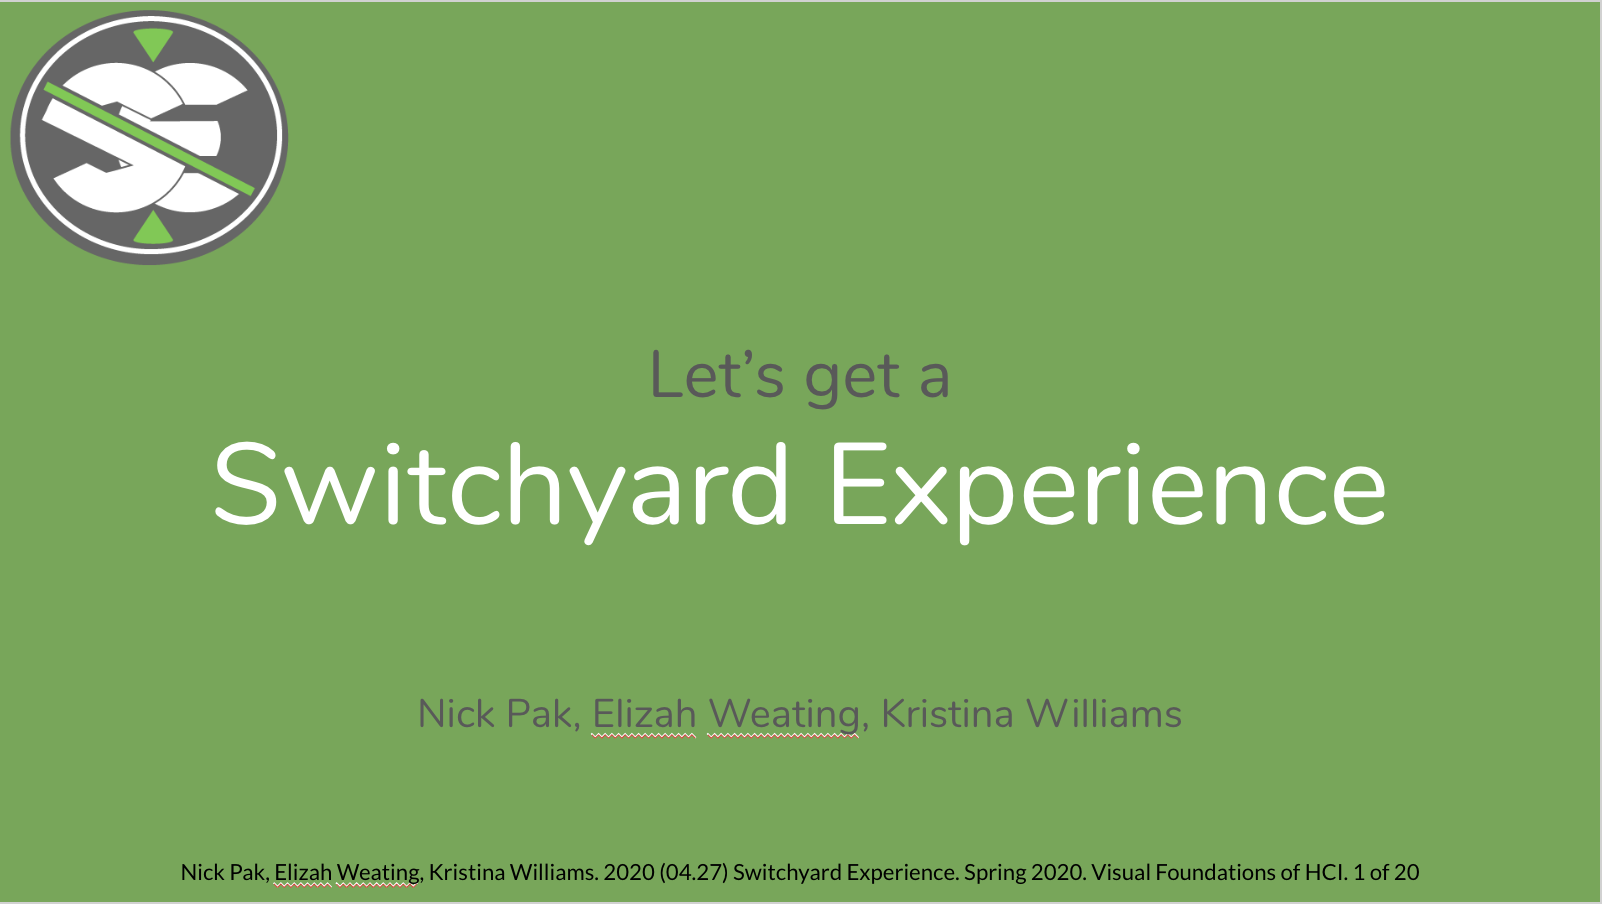 Let’s get a
Switchyard Experience
Nick Pak, Elizah Weating, Kristina Williams
Nick Pak, Elizah Weating, Kristina Williams. 2020 (04.27) Switchyard Experience. Spring 2020. Visual Foundations of HCI. 1 of 20